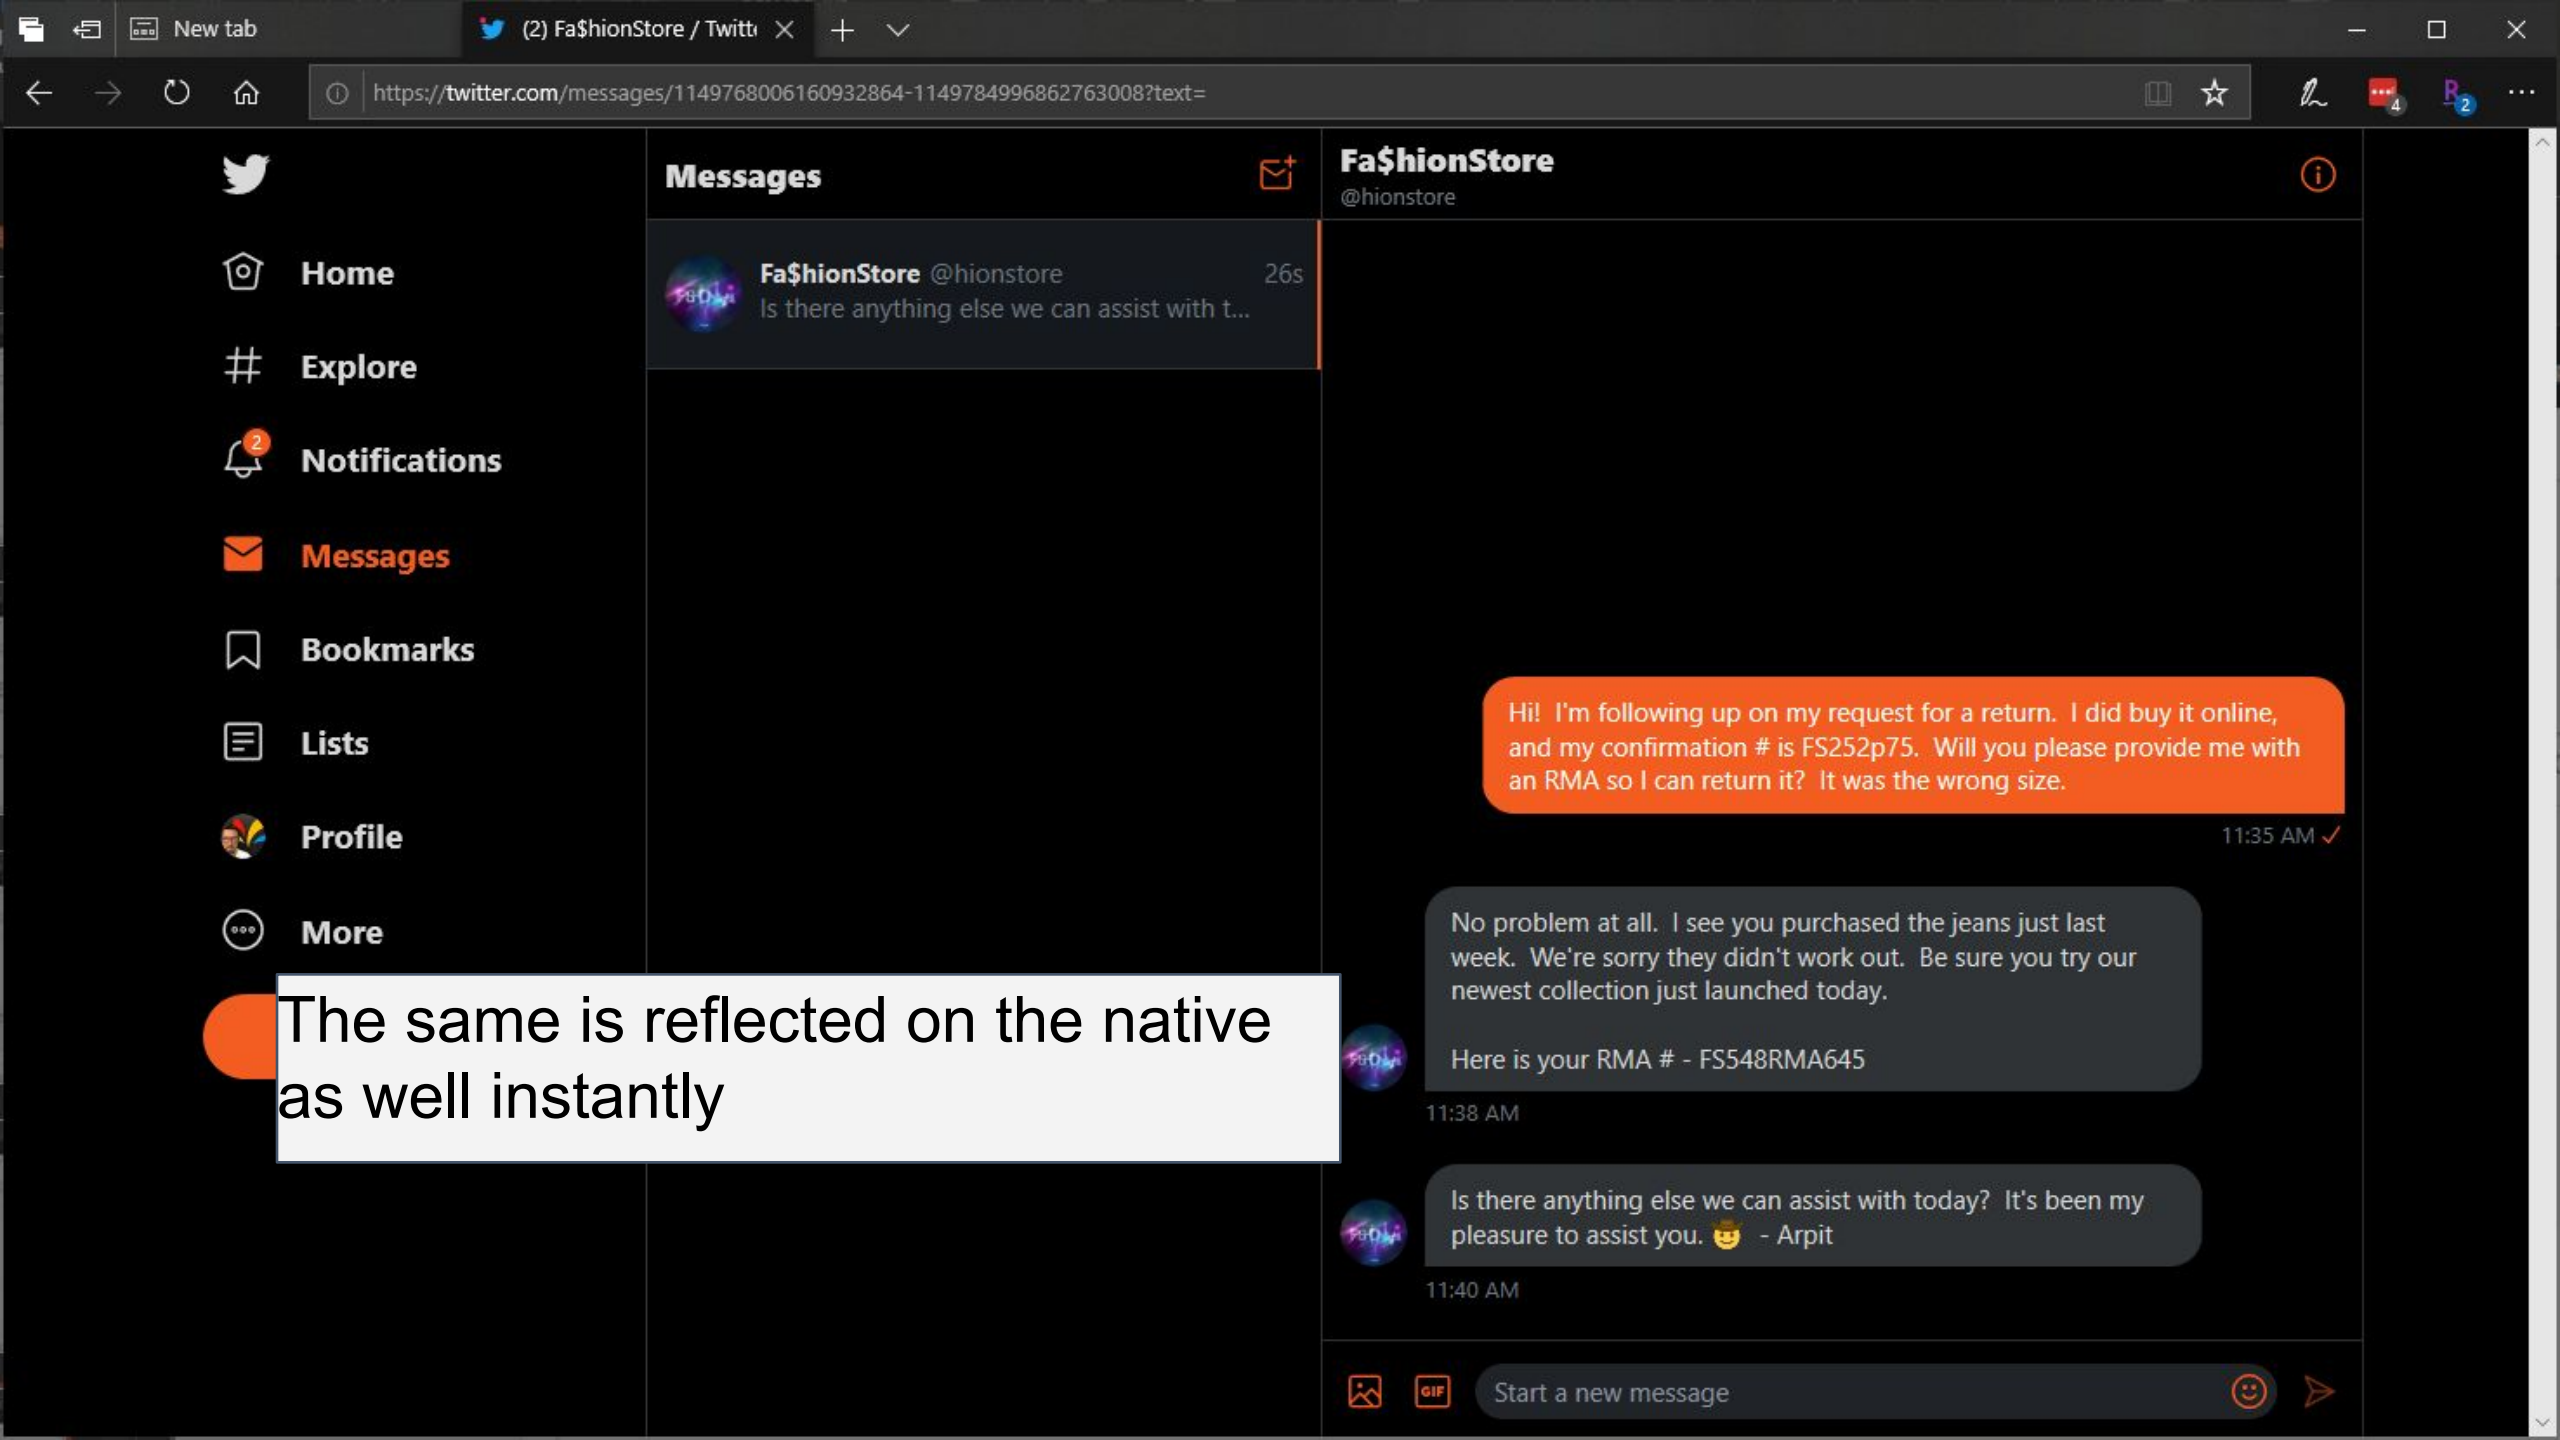 New tab
(2) Fa$hionStore / Twitt
https://twitter.com/messages/1149768006160932864-1149784996862763008?text=
4
R
2
Home
Explore
2
Notifications
Messages
Bookmarks
Lists
Profile
More
Messages
Fa$hionStore @hionstore 26s
Is there anything else we can assist with t...
Fa$hionStore
@hionstore
Hi! I'm following up on my request for a return. I did buy it online,
and my confirmation # is FS252p75. Will you please provide me with
an RMA so I can return it? It was the wrong size.
11:35 AM
No problem at all. I see you purchased the jeans just last
week. We're sorry they didn't work out. Be sure you try our
newest collection just launched today.
Here is your RMA # - FS548RMA645
11:38 AM
Is there anything else we can assist with today? It's been my
pleasure to assist you. 🤠 - Arpit
11:40 AM
GIF
Start a new message
The same is reflected on the native
as well instantly